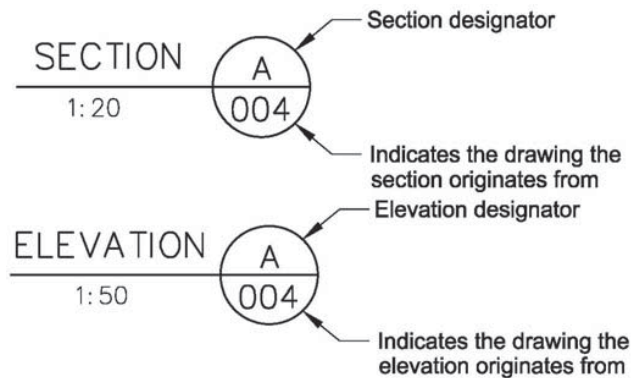 Section designator
SECTION
A
1:20
004
Indicates the drawing the
section originates from
Elevation designator
ELEVATION
A
1:50
004
Indicates the drawing the
elevation originates from